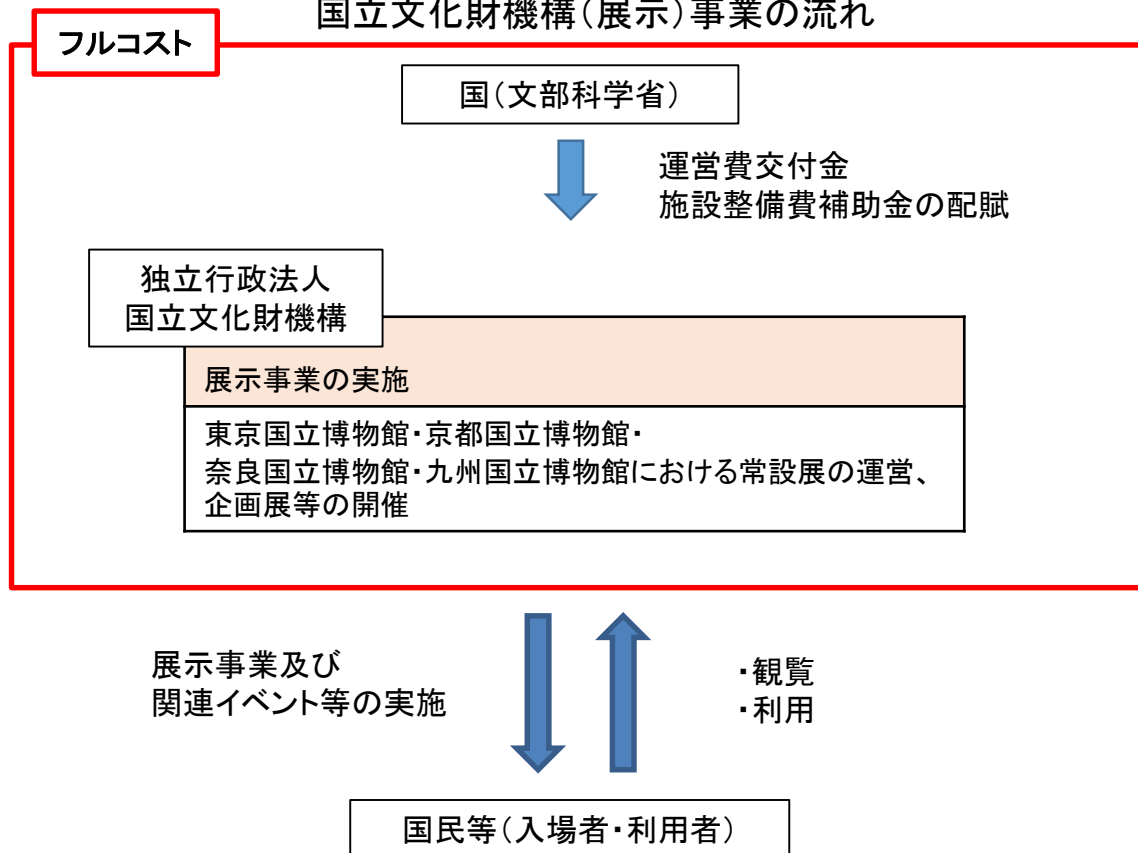 国立文化財機構(展示)事業の流れ
フルコスト
国(文部科学省)
運営費交付金
施設整備費補助金の配賦
独立行政法人
国立文化財機構
展示事業の実施
東京国立博物館・京都国立博物館・
奈良国立博物館・九州国立博物館における常設展の運営、
企画展等の開催
展示事業及び
関連イベント等の実施
・観覧
・利用
国民等(入場者・利用者)